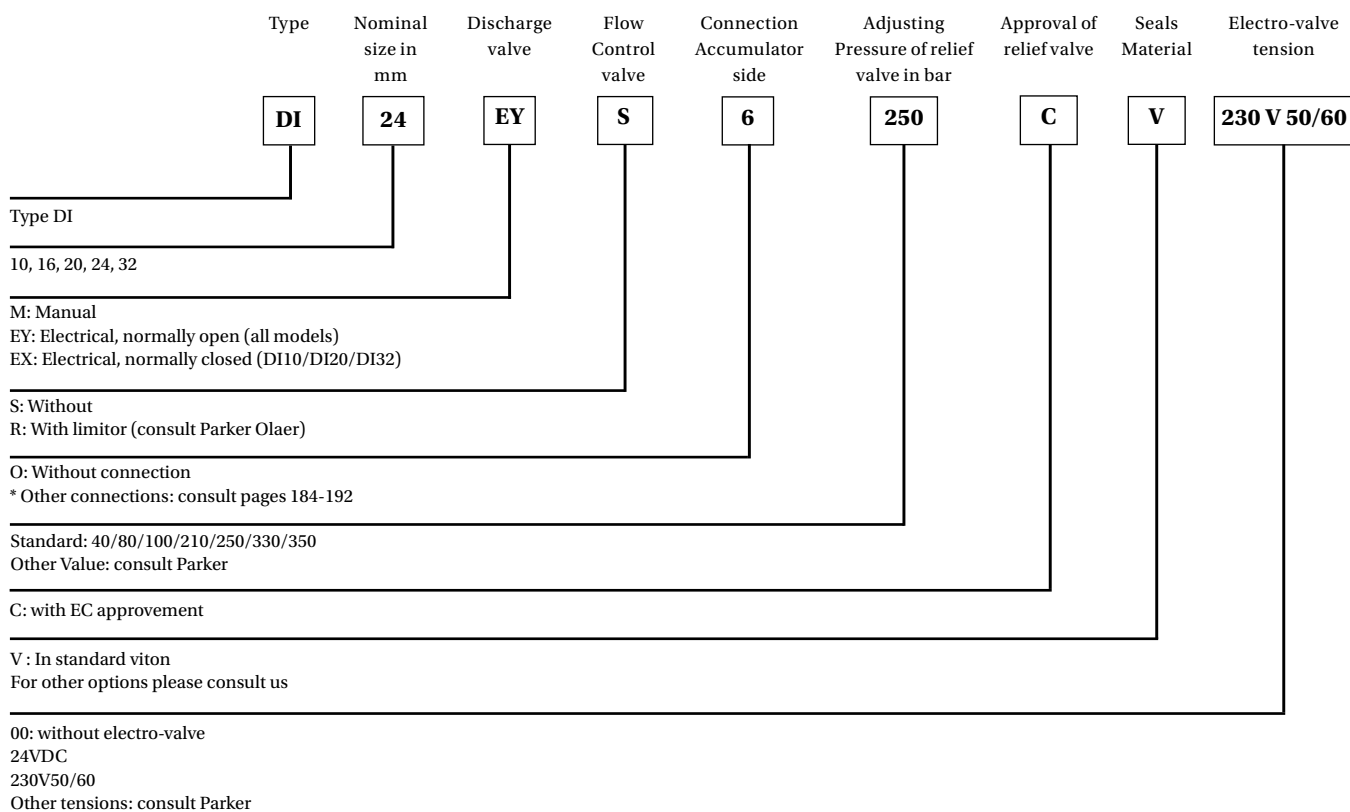 Type
Nominal
size in
mm
Discharge
valve
Flow
Control
valve
Connection
Accumulator
side
Adjusting
Pressure of relief
valve in bar
Approval of
relief valve
Seals
Material
Electro-valve
tension
DI
24
EY
S
6
250
C
V
230 V 50/60
Type DI
10, 16, 20, 24, 32
M: Manual
EY: Electrical, normally open (all models)
EX: Electrical, normally closed (DI10/DI20/DI32)
S: Without
R: With limitor (consult Parker Olaer)
O: Without connection
* Other connections: consult pages 184-192
Standard: 40/80/100/210/250/330/350
Other Value: consult Parker
C: with EC approvement
V : In standard viton
For other options please consult us
00: without electro-valve
24VDC
230V50/60
Other tensions: consult Parker